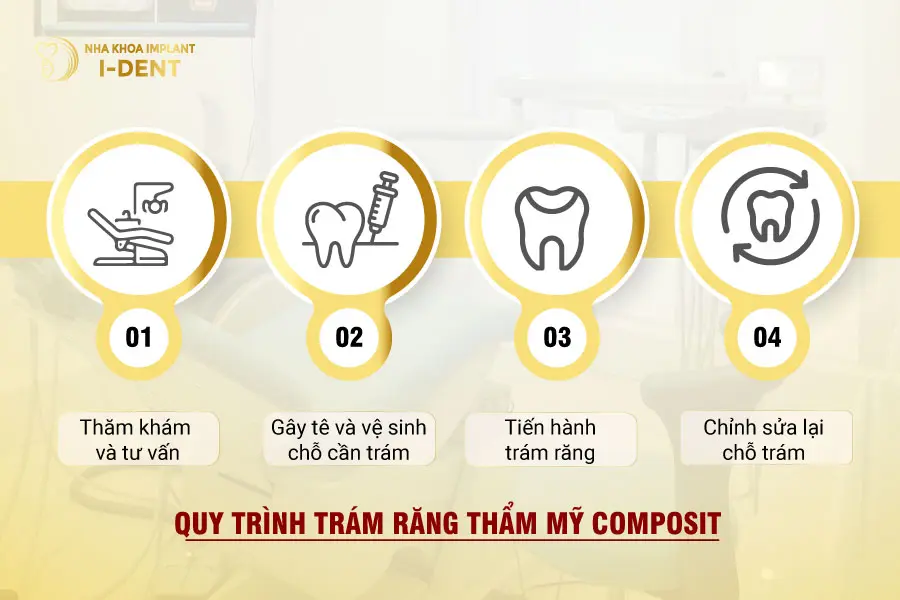 NHA KHOA IMPLANT
I-DENT
01
02
03
04
Thăm khám
và tư vấn
Gây tê và vệ sinh
chỗ cần trám
Tiến hành
trám răng
Chỉnh sửa lại
chỗ trám
QUY TRÌNH TRÁM RĂNG THẨM MỸ COMPOSIT